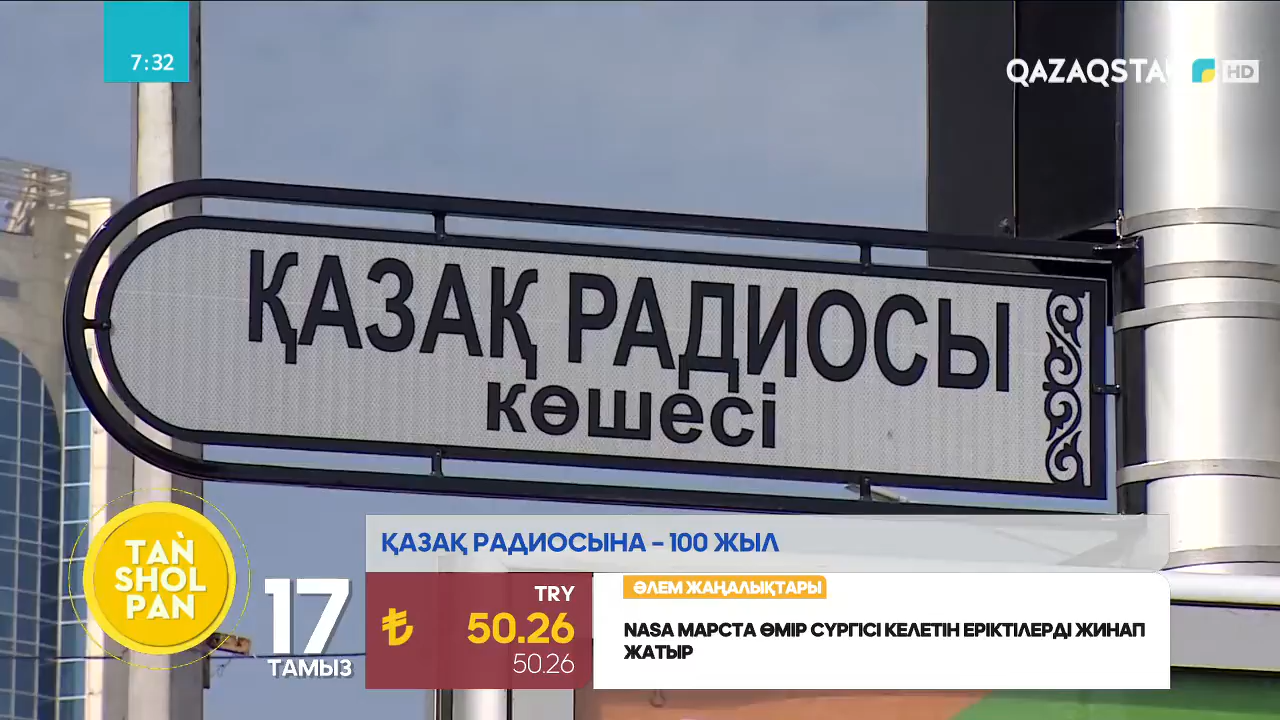 7:32
QAZAQSTAN HD
ҚАЗАҚ РАДИОСЫ
көшесі
TAŃ
SHOL
PAN
17
ТАМЫЗ
ҚАЗАҚ РАДИОСЫНА – 100 ЖЫЛ
TRY
₺ 50.26
50.26
ӘЛЕМ ЖАҢАЛЫҚТАРЫ
NASA МАРСТА ӨМІР СҮРГІСІ КЕЛЕТІН ЕРІКТІЛЕРДІ ЖИНАП
ЖАТЫР